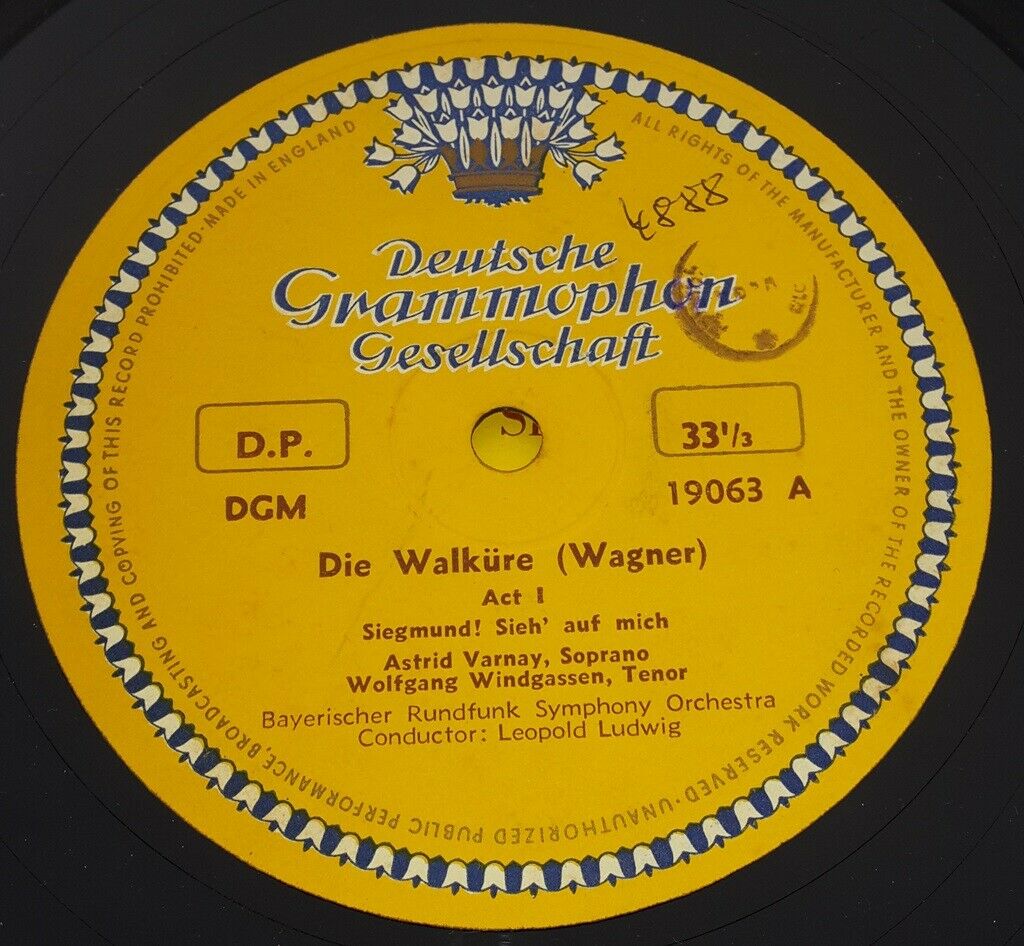 Deutsche
Grammophon
Gesellschaft
4888
D.P.
33⅓
DGM
19063 A
Die Walküre (Wagner)
Act I
Siegmund! Sieh' auf mich
Astrid Varnay, Soprano
Wolfgang Windgassen, Tenor
Bayerischer Rundfunk Symphony Orchestra
Conductor: Leopold Ludwig
ALL RIGHTS OF THE MANUFACTURER AND THE OWNER OF THE RECORDED WORK RESERVED·UNAUTHORIZED PUBLIC PERFORMANCE, BROADCASTING AND COPYING OF THIS RECORD PROHIBITED·MADE IN ENGLAND